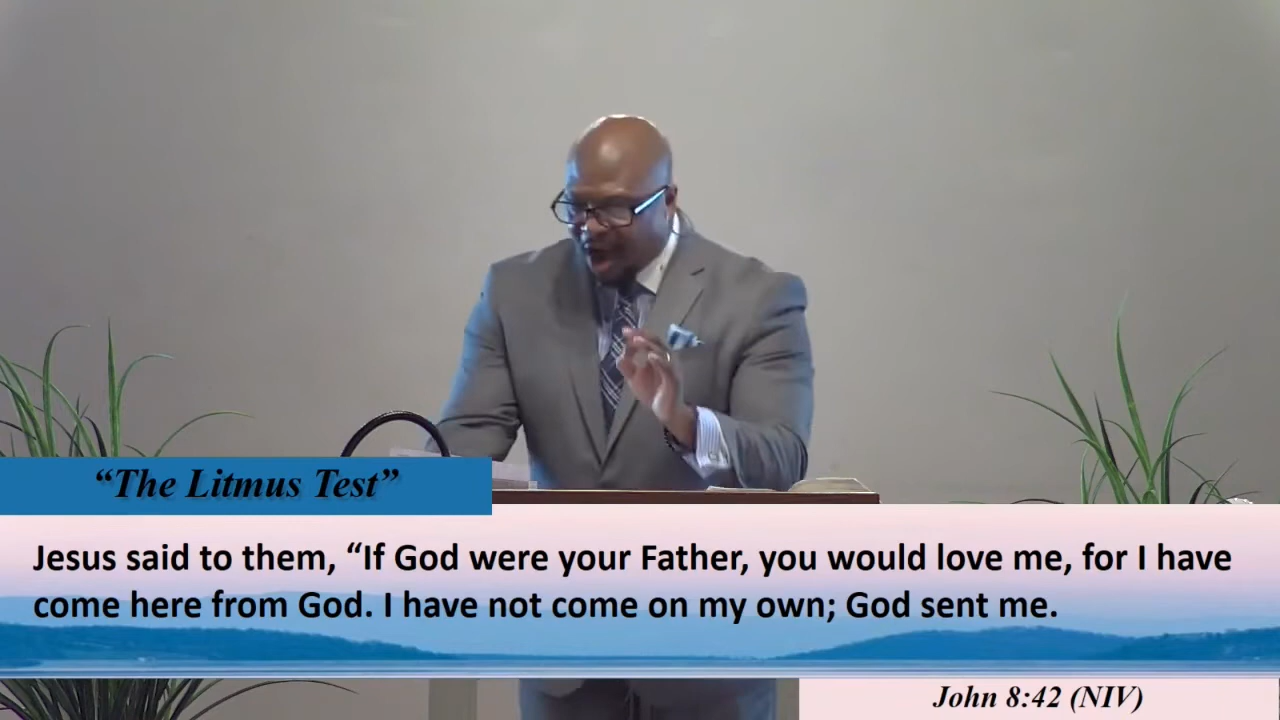 “The Litmus Test”
Jesus said to them, “If God were your Father, you would love me, for I have
come here from God. I have not come on my own; God sent me.
John 8:42 (NIV)